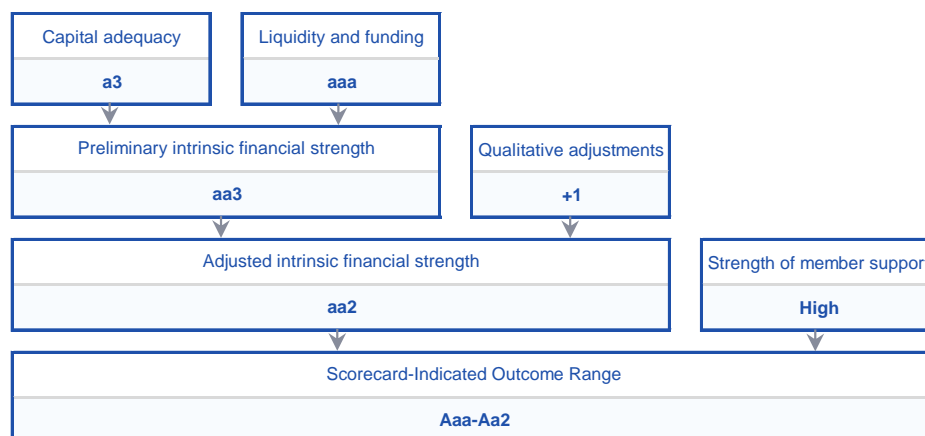 Capital adequacy
Liquidity and funding
a3
aaa
Preliminary intrinsic financial strength
Qualitative adjustments
aa3
+1
Adjusted intrinsic financial strength
Strength of member suppor
aa2
High
Scorecard-Indicated Outcome Range
Aaa-Aa2